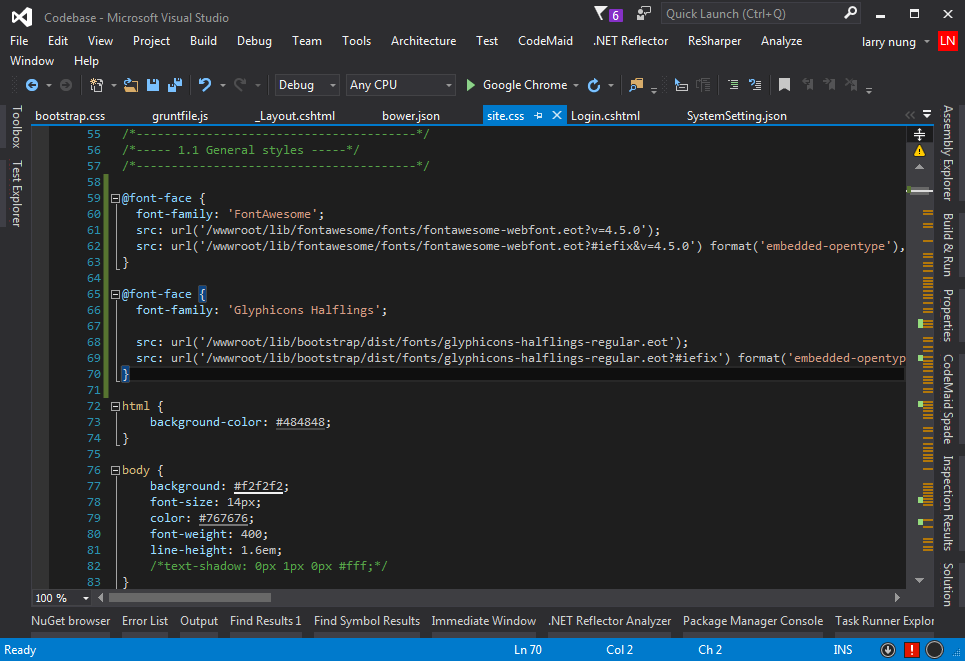 Codebase - Microsoft Visual Studio
6
Quick Launch (Ctrl+Q)
File Edit View Project Build Debug Team Tools Architecture Test CodeMaid .NET Reflector ReSharper Analyze
larry nung LN
Window Help
Debug Any CPU Google Chrome
bootstrap.css gruntfile.js _Layout.cshtml bower.json site.css Login.cshtml SystemSetting.json
Toolbox
Test Explorer
55 /*----------------------------------------*/
56 /*----- 1.1 General styles -----*/
57 /*----------------------------------------*/
58
59 @font-face {
60 font-family: 'FontAwesome';
61 src: url('/wwwroot/lib/fontawesome/fonts/fontawesome-webfont.eot?v=4.5.0');
62 src: url('/wwwroot/lib/fontawesome/fonts/fontawesome-webfont.eot?#iefix&v=4.5.0') format('embedded-opentype'),
63 }
64
65 @font-face {
66 font-family: 'Glyphicons Halflings';
67
68 src: url('/wwwroot/lib/bootstrap/dist/fonts/glyphicons-halflings-regular.eot');
69 src: url('/wwwroot/lib/bootstrap/dist/fonts/glyphicons-halflings-regular.eot?#iefix') format('embedded-opentyp
70 }
71
72 html {
73 background-color: #484848;
74 }
75
76 body {
77 background: #f2f2f2;
78 font-size: 14px;
79 color: #767676;
80 font-weight: 400;
81 line-height: 1.6em;
82 /*text-shadow: 0px 1px 0px #fff;*/
83 }
Assembly Explorer
Build & Run
Properties
CodeMaid Spade
Inspection Results
Solution
100 %
NuGet browser Error List Output Find Results 1 Find Symbol Results Immediate Window .NET Reflector Analyzer Package Manager Console Task Runner Explor
Ready Ln 70 Col 2 Ch 2 INS